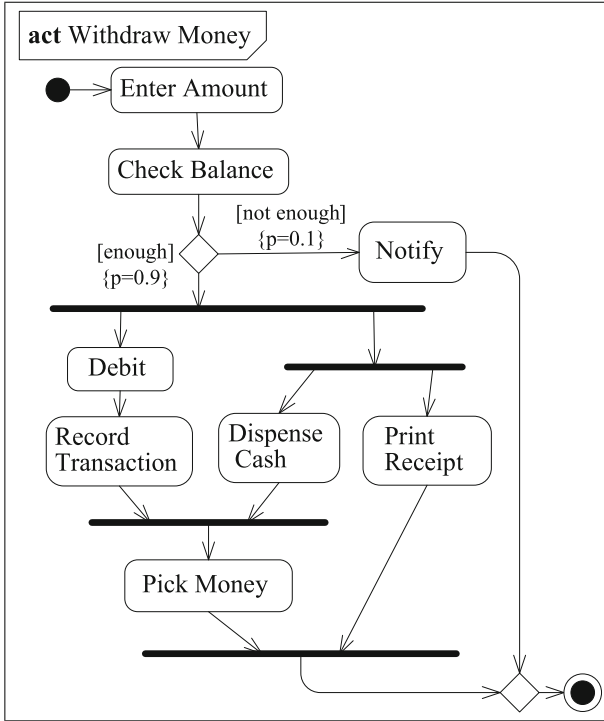 act Withdraw Money
Enter Amount
Check Balance
[not enough]
{p=0.1}
Notify
[enough]
{p=0.9}
Debit
Record
Transaction
Dispense
Cash
Print
Receipt
Pick Money